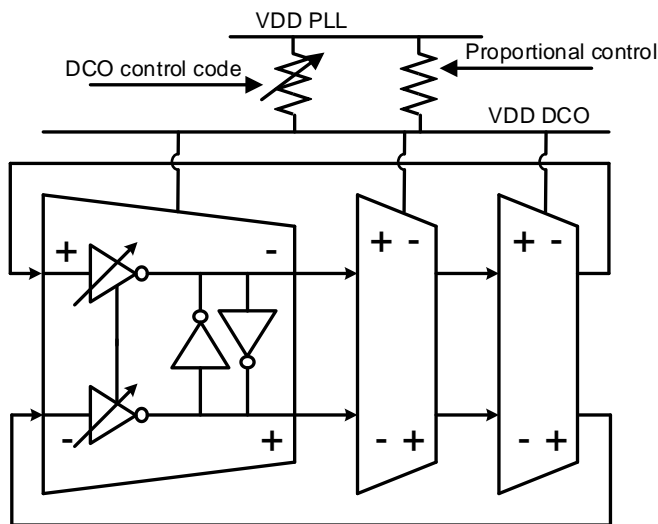 VDD PLL
DCO control code
Proportional control
VDD DCO
+ - + - + -
- + - + - +